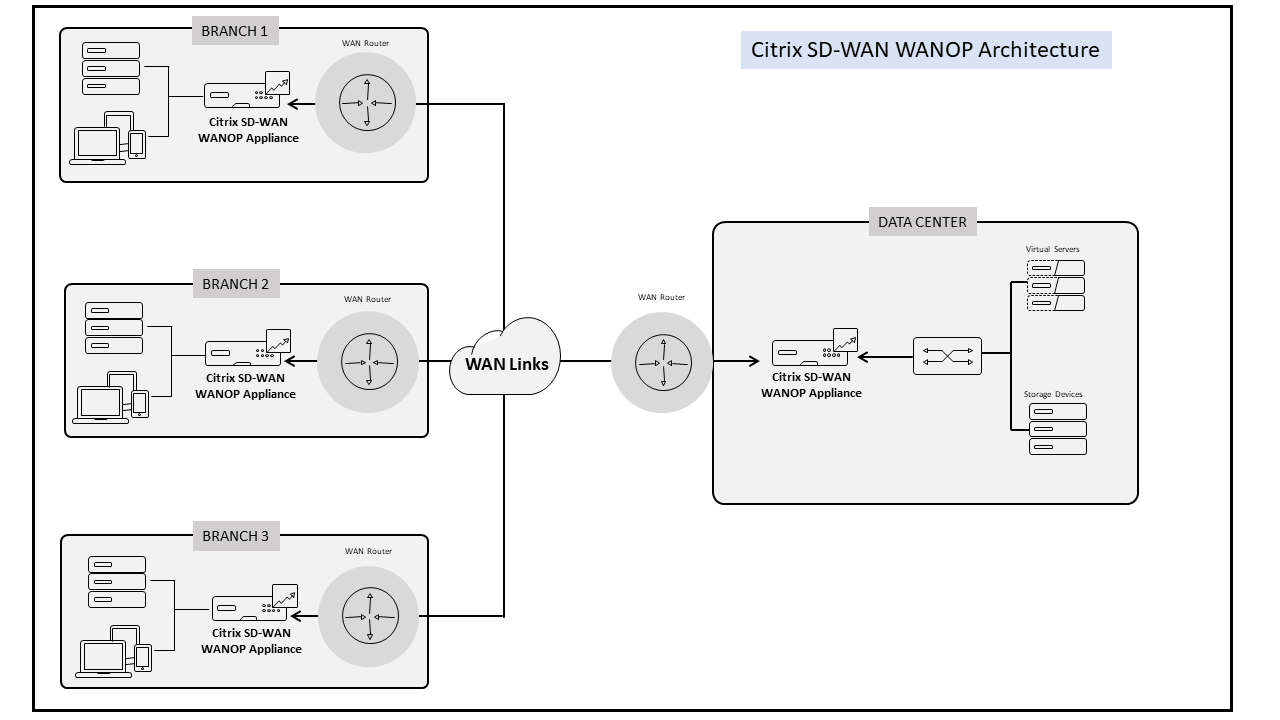 Citrix SD-WAN WANOP Architecture
BRANCH 1
WAN Router
Citrix SD-WAN
WANOP Appliance
BRANCH 2
WAN Router
Citrix SD-WAN
WANOP Appliance
BRANCH 3
WAN Router
Citrix SD-WAN
WANOP Appliance
WAN Links
WAN Router
DATA CENTER
Citrix SD-WAN
WANOP Appliance
Virtual Servers
Storage Devices